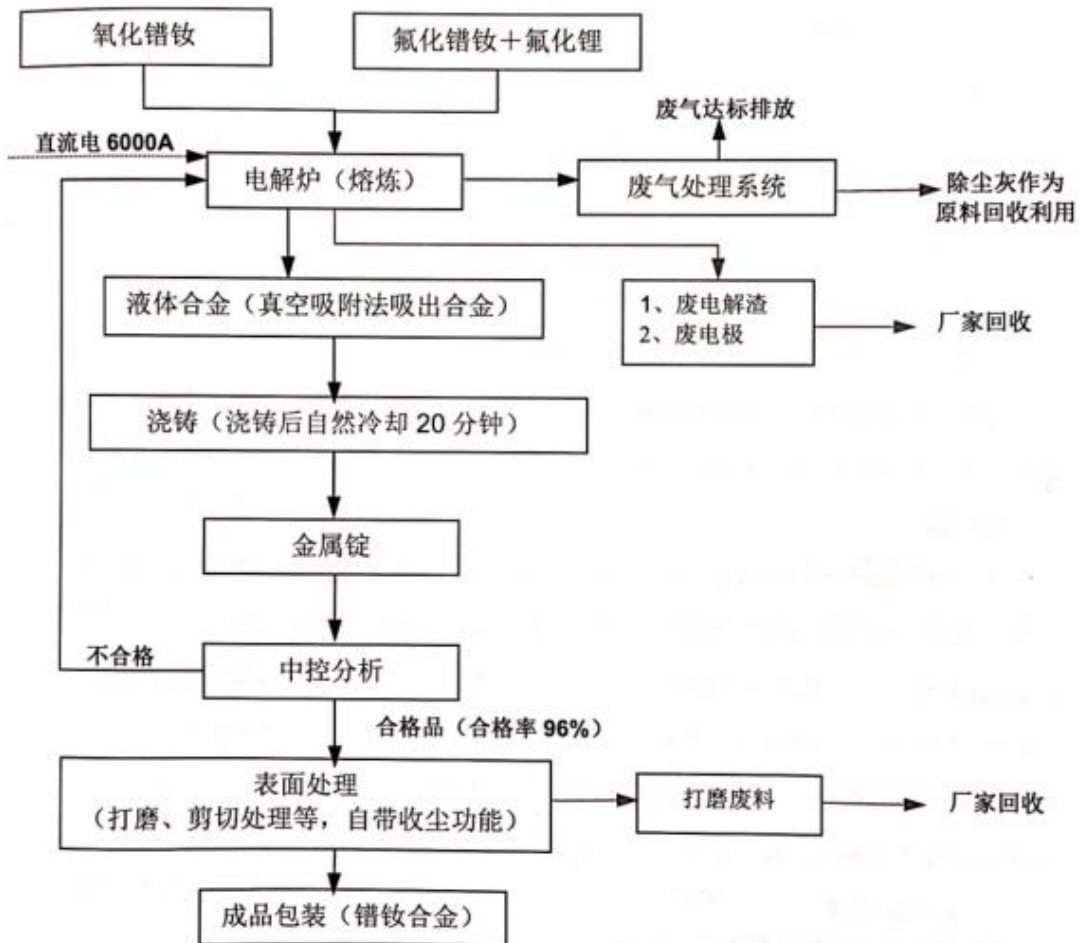 氧化镨钕
氟化镨钕＋氟化锂
废气达标排放
直流电 6000A
电解炉（熔炼）
废气处理系统
除尘灰作为
原料回收利用
液体合金（真空吸附法吸出合金）
1、废电解渣
2、废电极
厂家回收
浇铸（浇铸后自然冷却 20 分钟）
金属锭
不合格
中控分析
合格品（合格率 96%）
表面处理
（打磨、剪切处理等，自带收尘功能）
打磨废料
厂家回收
成品包装（镨钕合金）